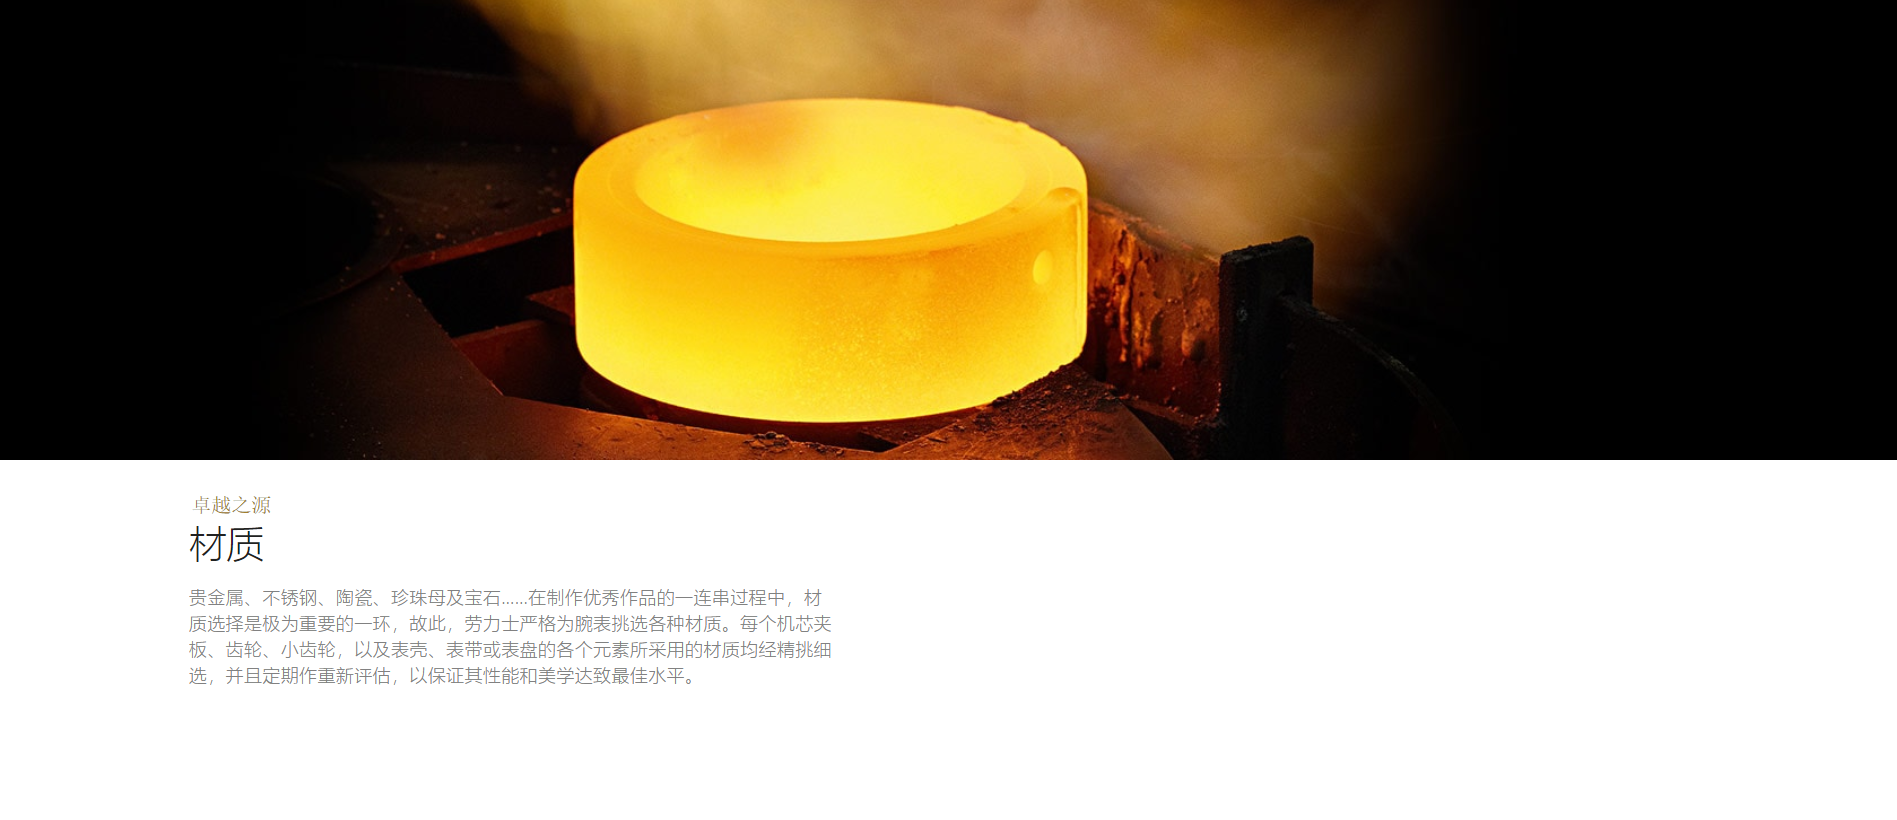 卓越之源
材质
贵金属、不锈钢、陶瓷、珍珠母及宝石......在制作优秀作品的一连串过程中，材
质选择是极为重要的一环，故此，劳力士严格为腕表挑选各种材质。每个机芯夹
板、齿轮、小齿轮，以及表壳、表带或表盘的各个元素所采用的材质均经精挑细
选，并且定期作重新评估，以保证其性能和美学达致最佳水平。